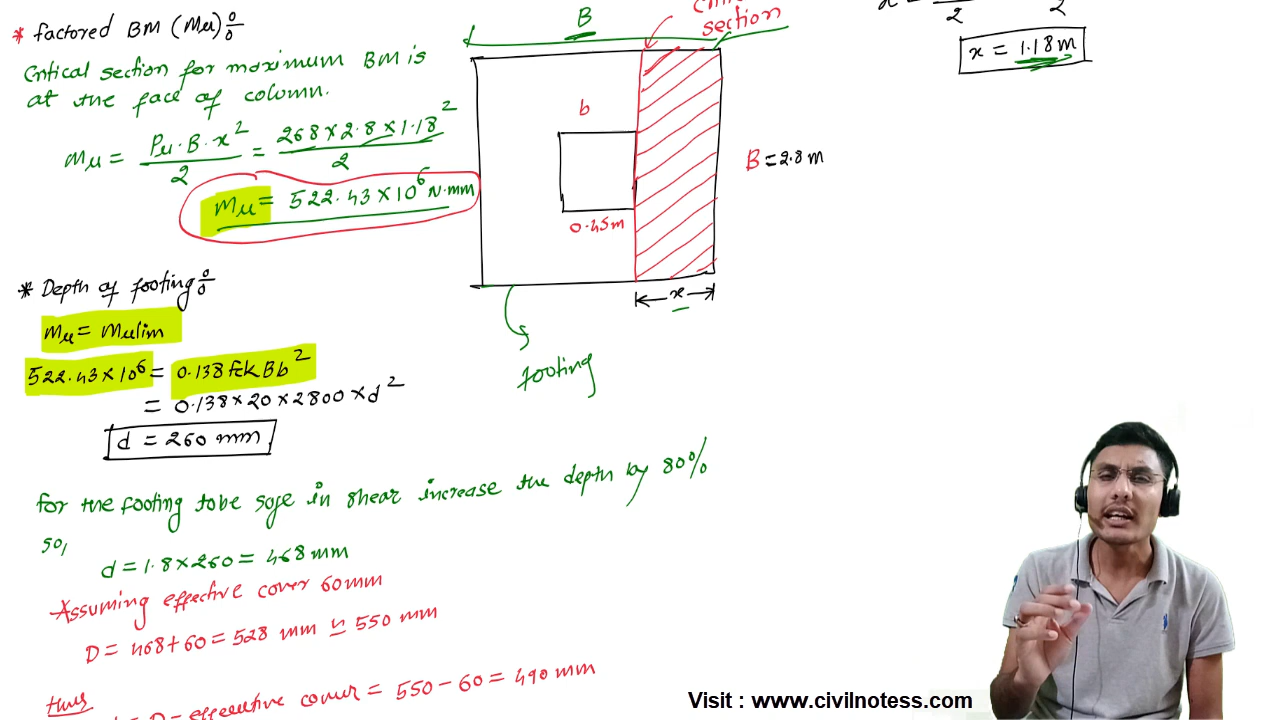 * factored BM (Mu)°/₀
Critical section for maximum BM is
at the face of column.
Mu = Pu·B·x²/2 = 268×2.8×1.18²/2
Mu = 522.43×10⁶ N·mm
* Depth of footing°/₀
Mu = Mulim
522.43×10⁶ = 0.138 fck Bb²
= 0.138×20×2800×d²
d = 260 mm
for the footing to be safe in shear increase the depth by 80%
so,
d = 1.8×260 = 468 mm
Assuming effective cover 60mm
D = 468+60 = 528 mm ≃ 550 mm
thus
D - effective cover = 550-60 = 490 mm
B
section
b
0.45m
x
footing
B = 2.8 m
2 2
x = 1.18 m
Visit : www.civilnotess.com